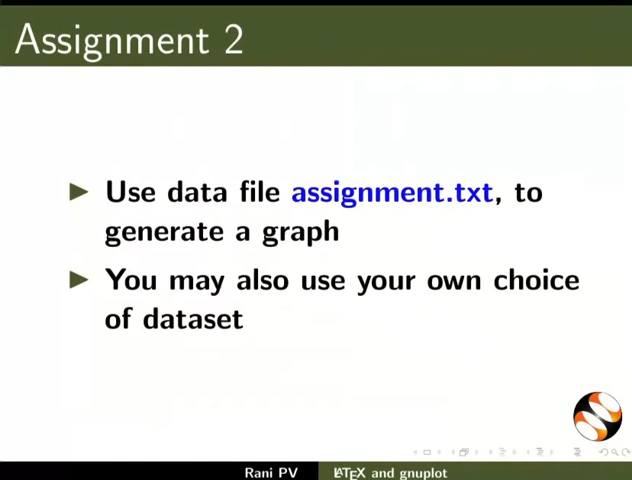 Assignment 2
▶ Use data file assignment.txt, to
generate a graph
▶ You may also use your own choice
of dataset
Rani PV LATEX and gnuplot